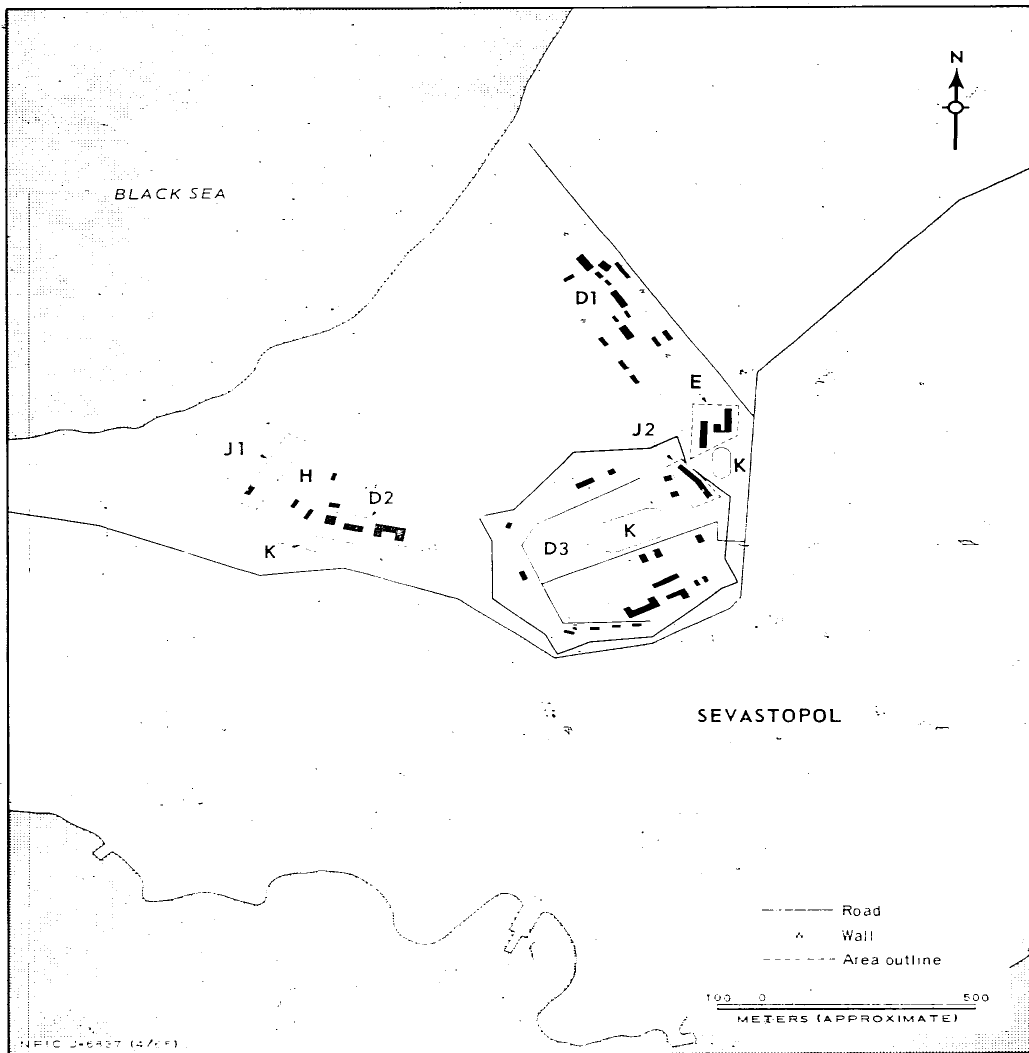 N
BLACK SEA
D1
E
J2
J1
K
H
D2
K
D3
K
SEVASTOPOL
Road
Wall
Area outline
100 0 500
METERS (APPROXIMATE)